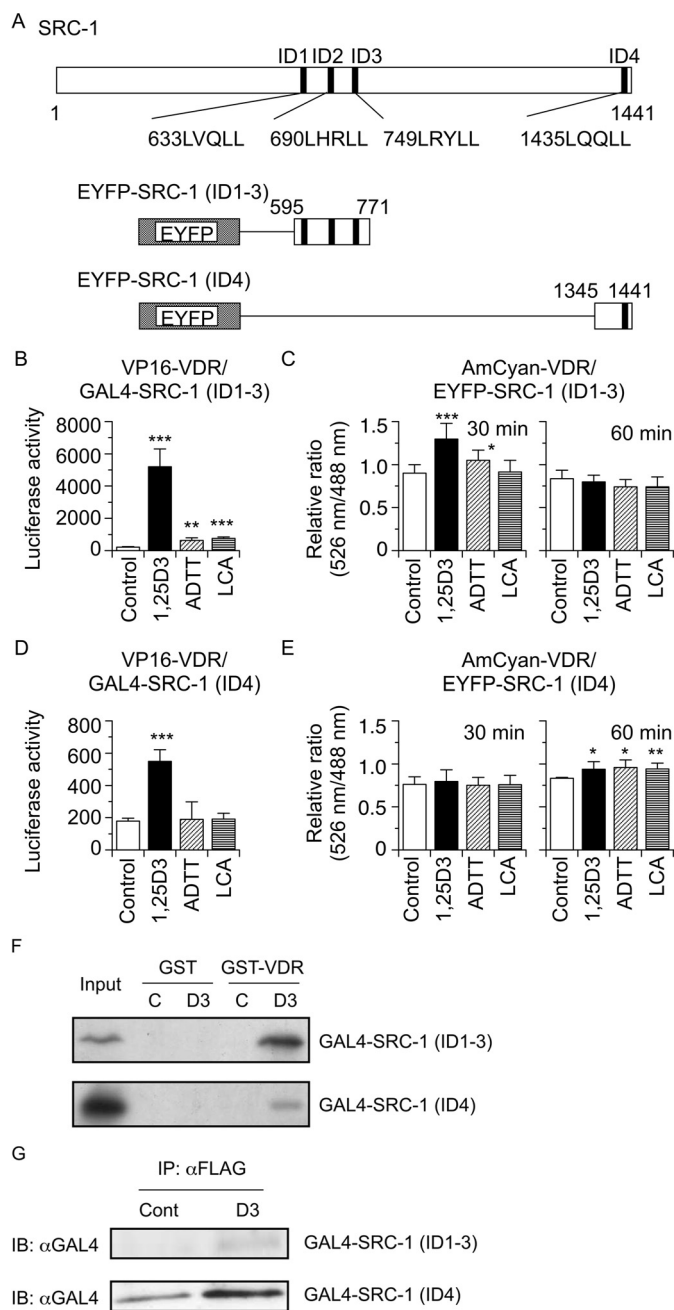 A
SRC-1
ID1 ID2 ID3 ID4
1 1441
633LVQLL 690LHRLL 749LRYLL 1435LQQLL
EYFP-SRC-1 (ID1-3)
595 771
EYFP
EYFP-SRC-1 (ID4)
1345 1441
EYFP
B
VP16-VDR/
GAL4-SRC-1 (ID1-3)
Luciferase activity
8000
6000
4000
2000
0
***
**
***
Control
1,25D3
ADTT
LCA
C
AmCyan-VDR/
EYFP-SRC-1 (ID1-3)
Relative ratio
(526 nm/488 nm)
1.5
1.0
0.5
0
30 min
***
*
Control
1,25D3
ADTT
LCA
60 min
Control
1,25D3
ADTT
LCA
D
VP16-VDR/
GAL4-SRC-1 (ID4)
Luciferase activity
800
600
400
200
0
***
Control
1,25D3
ADTT
LCA
E
AmCyan-VDR/
EYFP-SRC-1 (ID4)
Relative ratio
(526 nm/488 nm)
1.5
1.0
0.5
0
30 min
Control
1,25D3
ADTT
LCA
60 min
*
*
**
Control
1,25D3
ADTT
LCA
F
Input GST GST-VDR
C D3 C D3
GAL4-SRC-1 (ID1-3)
GAL4-SRC-1 (ID4)
G
IP: αFLAG
Cont D3
IB: αGAL4 GAL4-SRC-1 (ID1-3)
IB: αGAL4 GAL4-SRC-1 (ID4)